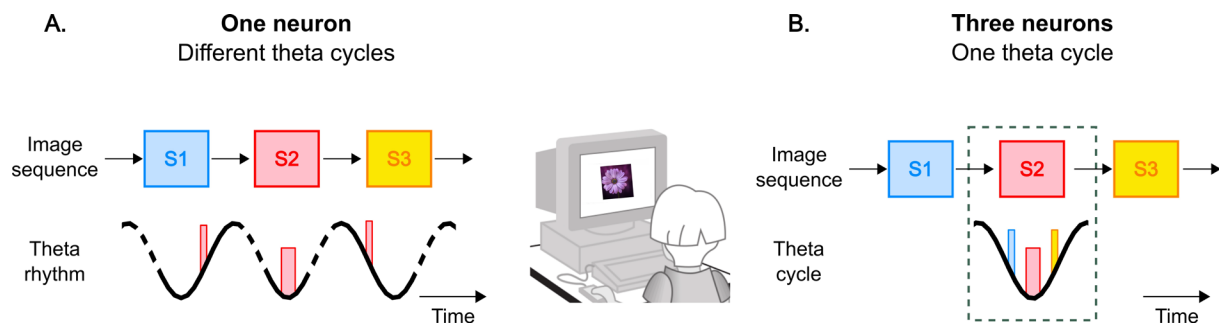 A.
One neuron
Different theta cycles
Image
sequence
S1
S2
S3
Theta
rhythm
Time
B.
Three neurons
One theta cycle
Image
sequence
S1
S2
S3
Theta
cycle
Time